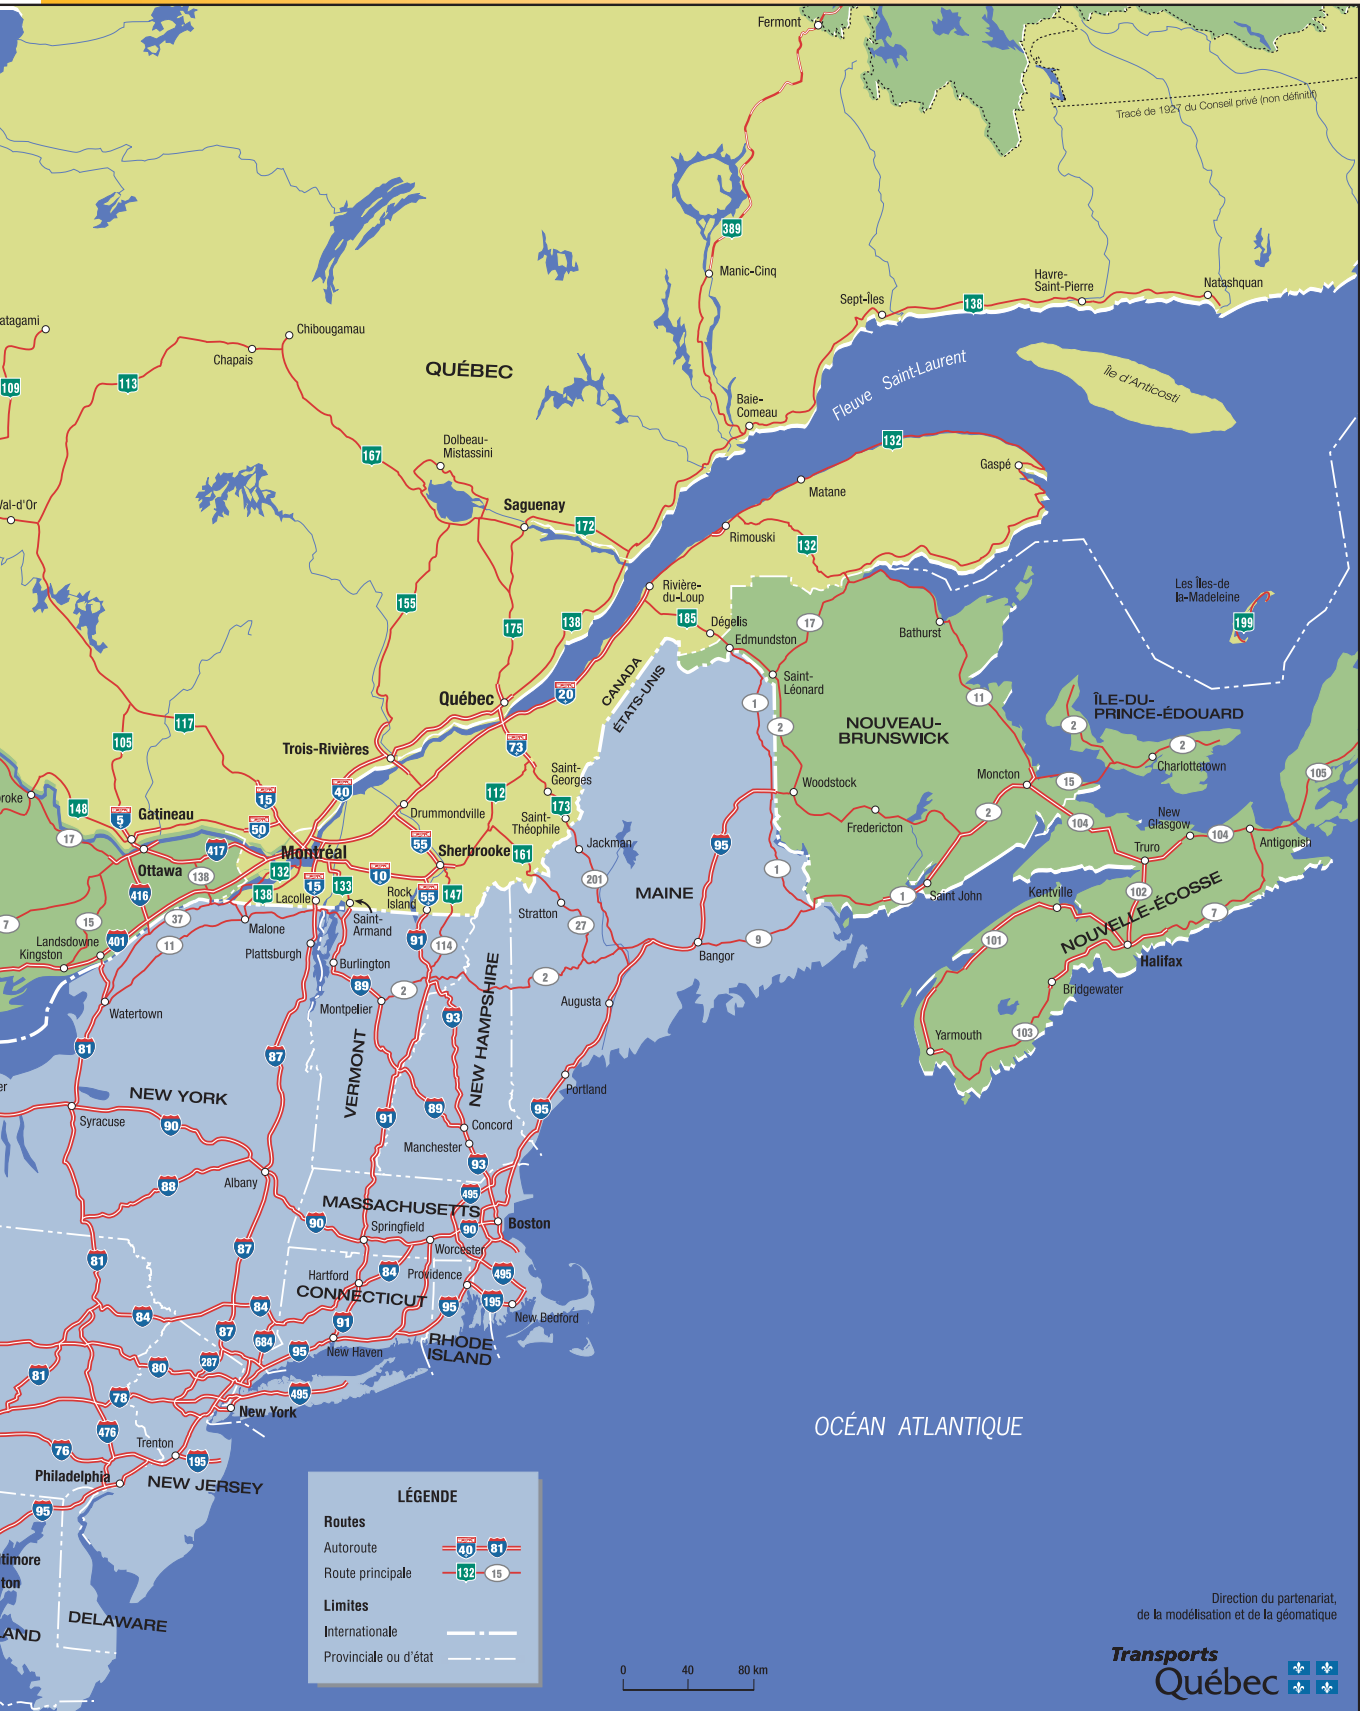 Fermont
Tracé de 1927 du Conseil privé (non définitif)
389
Manic-Cinq
Sept-Îles
138
Havre-
Saint-Pierre
Natashquan
atagami
Chibougamau
Chapais
QUÉBEC
109
113
Fleuve Saint-Laurent
Île d'Anticosti
Baie-
Comeau
167
Dolbeau-
Mistassini
132
Gaspé
Matane
Val-d'Or
Saguenay
172
Rimouski
132
155
Rivière-
du-Loup
Les Îles-de
la-Madeleine
199
175
138
185
Dégelis
17
Bathurst
Edmundston
CANADA
ÉTATS-UNIS
Saint-
Léonard
Québec
20
1
11
2
ÎLE-DU-
PRINCE-ÉDOUARD
2
2
117
105
NOUVEAU-
BRUNSWICK
Trois-Rivières
73
Saint-
Georges
Charlottetown
105
Moncton
15
Woodstock
15
40
112
173
148
5
Gatineau
Drummondville
Saint-
Théophile
Fredericton
2
104
New
Glasgow
104
Antigonish
broke
17
50
417
Montréal
55
Sherbrooke
161
Jackman
95
Truro
Ottawa
138
132
10
201
1
102
416
138
Lacolle
15
133
Rock
Island
55
147
MAINE
1
Saint John
Kentville
NOUVELLE-ÉCOSSE
7
7
15
37
Malone
Saint-
Armand
Stratton
27
101
Landsdowne
401
11
Plattsburgh
91
114
9
Kingston
Bangor
Halifax
Burlington
2
89
2
Montpelier
Augusta
Bridgewater
Watertown
93
NEW HAMPSHIRE
103
Yarmouth
81
87
VERMONT
Portland
NEW YORK
91
89
95
Syracuse
90
Concord
Manchester
93
88
Albany
495
MASSACHUSETTS
90
Springfield
90
Boston
87
Worcester
81
Hartford
84
Providence
495
CONNECTICUT
84
84
95
195
New Bedford
87
684
91
95
New Haven
RHODE
ISLAND
81
80
287
78
495
New York
OCÉAN ATLANTIQUE
476
76
Trenton
195
Philadelphia
NEW JERSEY
95
timore
ton
DELAWARE
LAND
LÉGENDE
Routes
Autoroute
40 81
Route principale
132 15
Limites
Internationale
Provinciale ou d'état
0 40 80 km
Direction du partenariat,
de la modélisation et de la géomatique
Transports
Québec